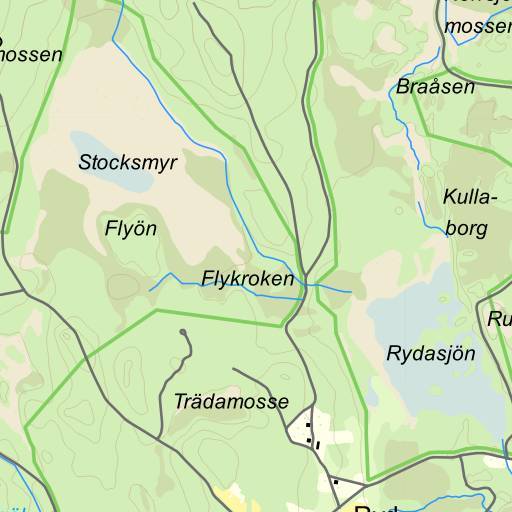 mossen
mossen
Braåsen
Stocksmyr
Kulla-
borg
Flyön
Flykroken
Rydasjön
Trädamosse